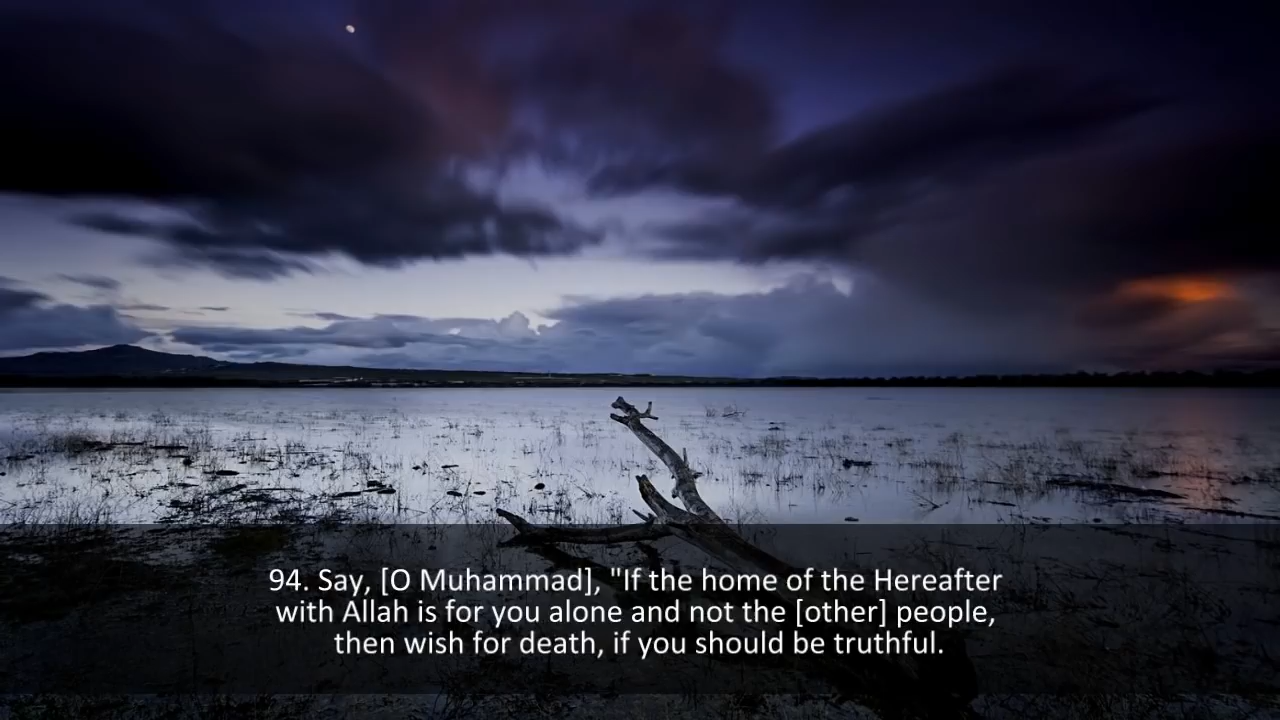 94. Say, [O Muhammad], "If the home of the Hereafter
with Allah is for you alone and not the [other] people,
then wish for death, if you should be truthful.